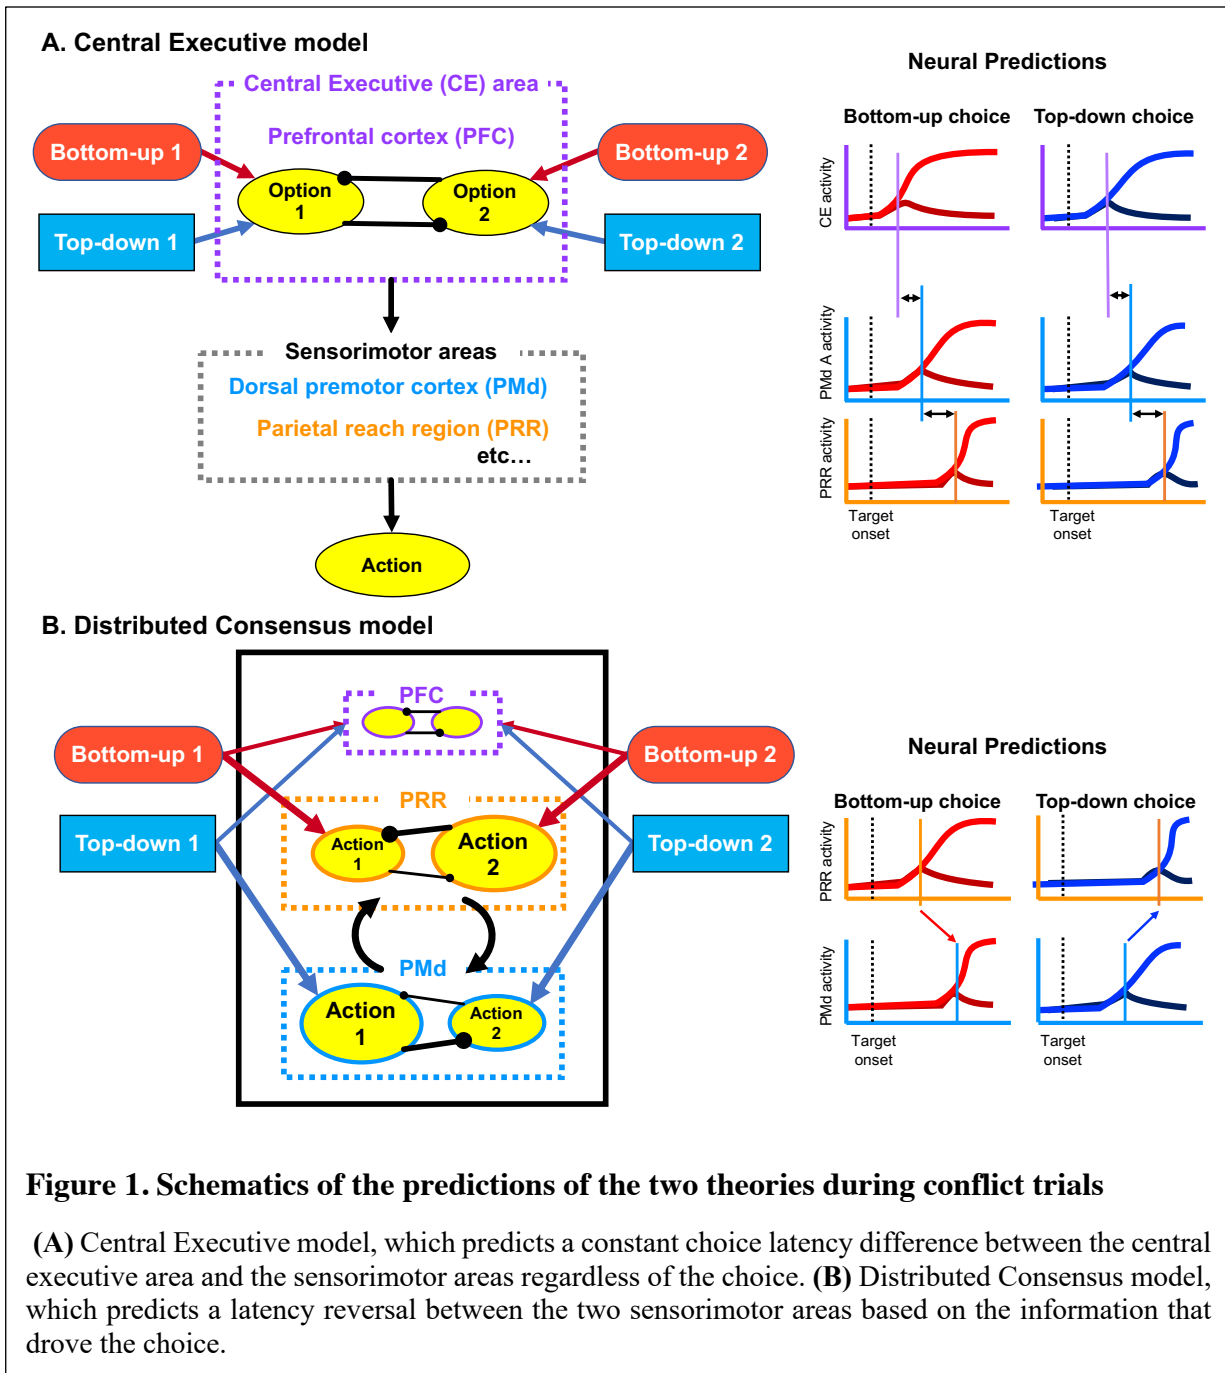 A. Central Executive model
Central Executive (CE) area
Prefrontal cortex (PFC)
Bottom-up 1
Bottom-up 2
Option
1
Option
2
Top-down 1
Top-down 2
Sensorimotor areas
Dorsal premotor cortex (PMd)
Parietal reach region (PRR)
etc...
Action
Neural Predictions
Bottom-up choice
Top-down choice
CE activity
PMd A activity
PRR activity
Target
onset
Target
onset
B. Distributed Consensus model
PFC
Bottom-up 1
Bottom-up 2
PRR
Top-down 1
Top-down 2
Action
1
Action
2
PMd
Action
1
Action
2
Neural Predictions
Bottom-up choice
Top-down choice
PRR activity
PMd activity
Target
onset
Target
onset
Figure 1. Schematics of the predictions of the two theories during conflict trials
(A) Central Executive model, which predicts a constant choice latency difference between the central
executive area and the sensorimotor areas regardless of the choice. (B) Distributed Consensus model,
which predicts a latency reversal between the two sensorimotor areas based on the information that
drove the choice.